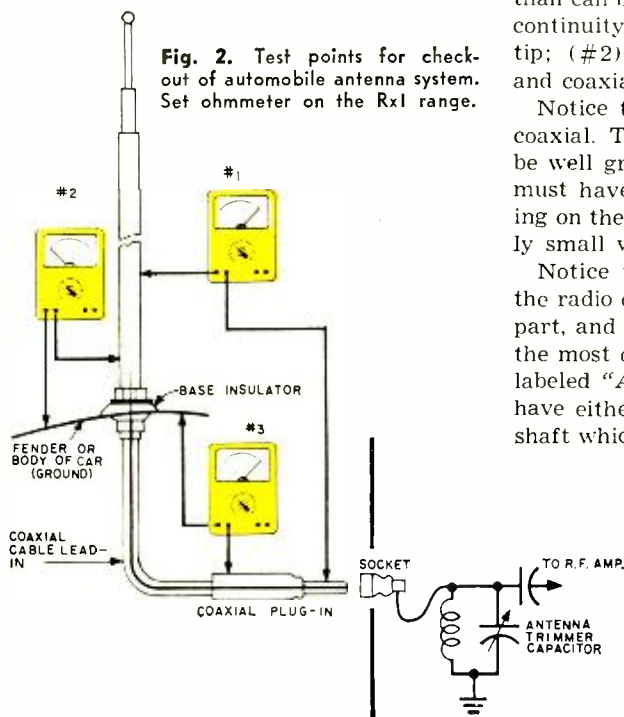 Fig. 2. Test points for check-
out of automobile antenna system.
Set ohmmeter on the Rx1 range.
#2
#1
BASE INSULATOR
#3
FENDER OR
BODY OF CAR
(GROUND)
COAXIAL
CABLE LEAD-
IN
COAXIAL PLUG-IN
SOCKET
TO R.F. AMP.
ANTENNA
TRIMMER
CAPACITOR
continuity
tip; (#2)
and coaxia
Notice t
coaxial. T
be well gr
must have
ing on the
ly small v
Notice
the radio
part, and
the most
labeled "A
have eithe
shaft whic